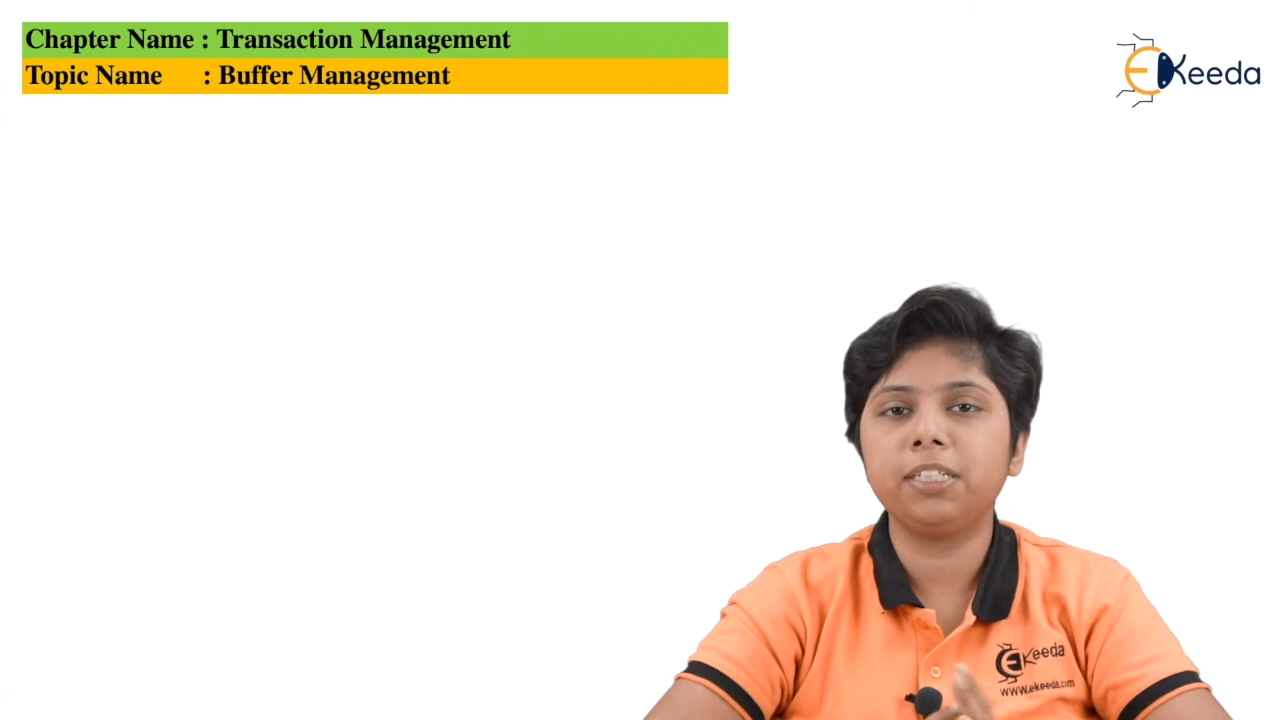 Chapter Name : Transaction Management
Topic Name : Buffer Management
EKeeda
EKeeda
www.ekeeda.com